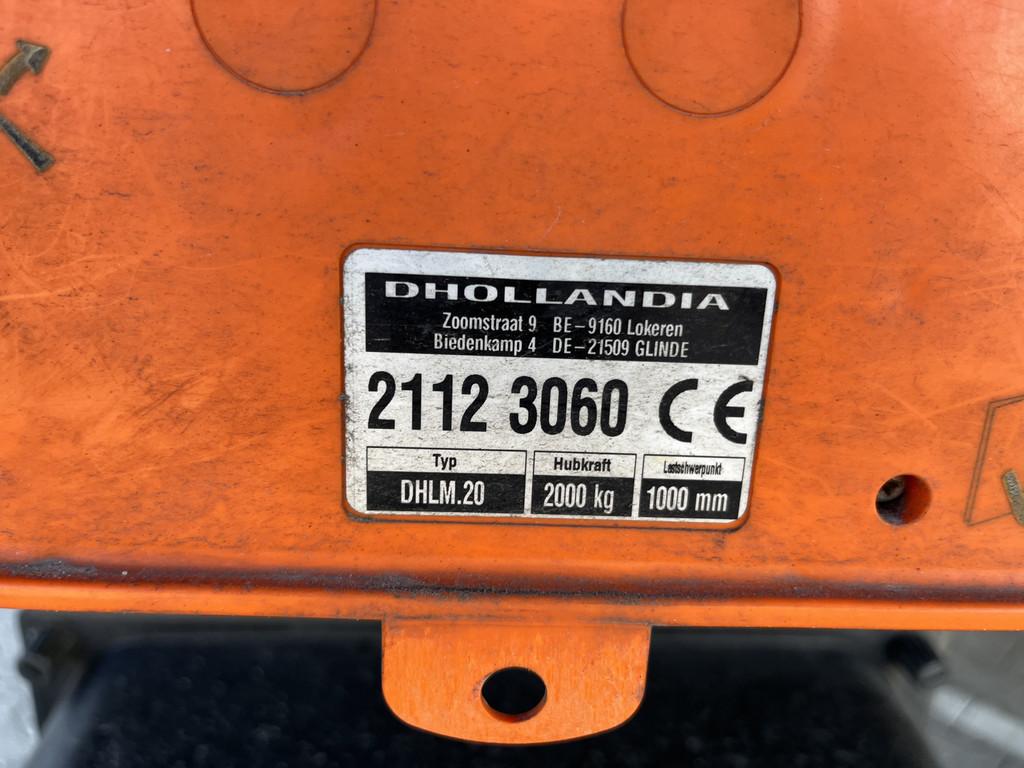 DHOLLANDIA
Zoomstraat 9 BE-9160 Lokeren
Biedenkamp 4 DE-21509 GLINDE
2112 3060 CE
Typ Hubkraft Lastschwerpunkt
DHLM.20 2000 kg 1000 mm